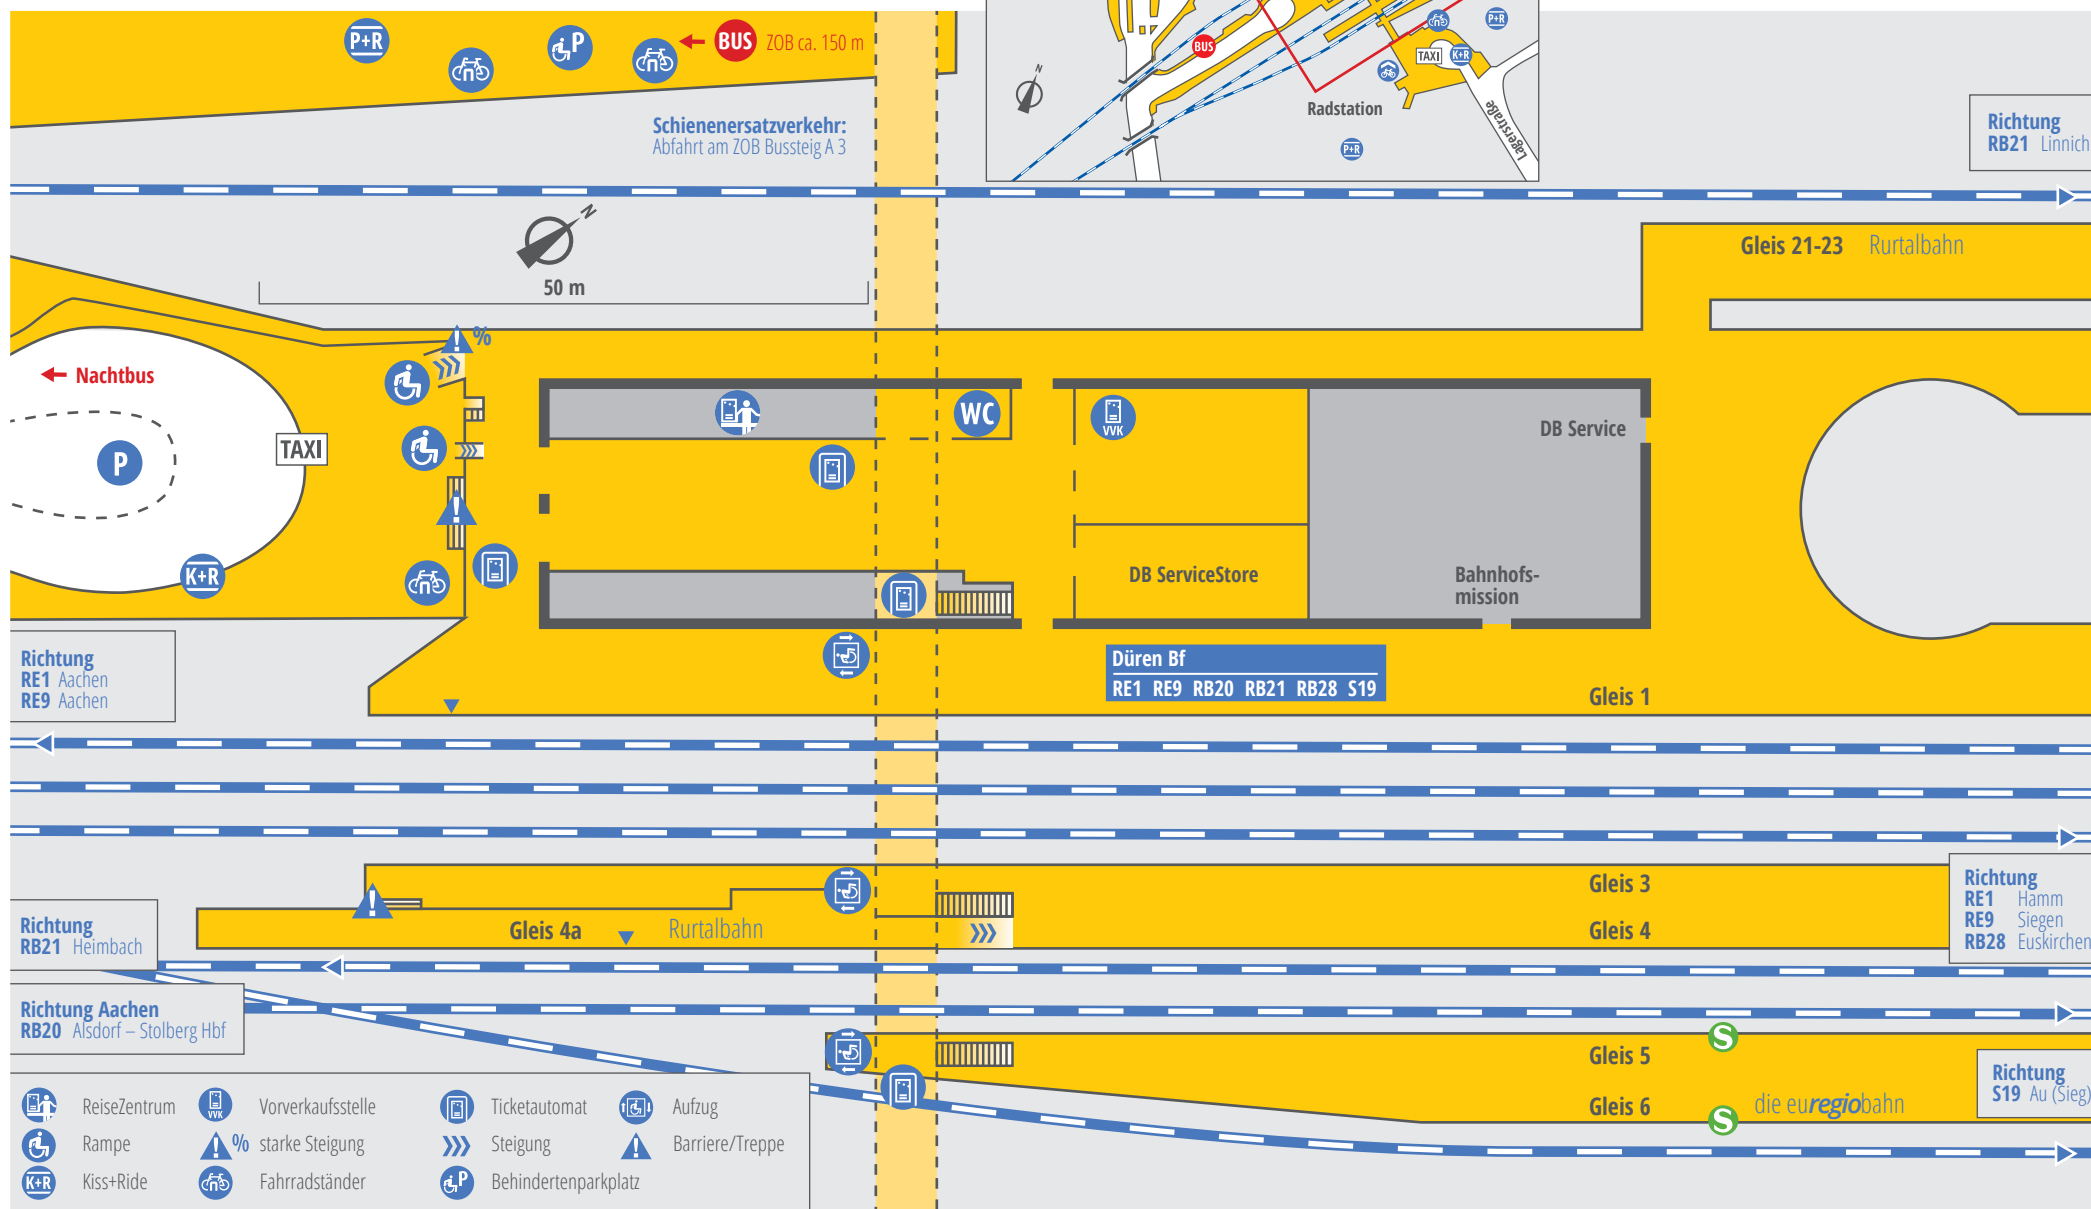 P+R
P
BUS ZOB ca. 150 m
Schienenersatzverkehr:
Abfahrt am ZOB Bussteig A 3
BUS
P+R
TAXI
K+R
N
Radstation
P+R
Lagerstraße
Richtung
RB21 Linnich
N
50 m
Gleis 21-23 Rurtalbahn
%
Nachtbus
P
TAXI
K+R
WC
VVK
DB Service
DB ServiceStore
Bahnhofs-
mission
Richtung
RE1 Aachen
RE9 Aachen
Düren Bf
RE1 RE9 RB20 RB21 RB28 S19
Gleis 1
Gleis 3
Gleis 4a Rurtalbahn
Gleis 4
Richtung
RE1 Hamm
RE9 Siegen
RB28 Euskirchen
Richtung
RB21 Heimbach
Richtung Aachen
RB20 Alsdorf – Stolberg Hbf
S
Gleis 5
Gleis 6
die euregiobahn
S
Richtung
S19 Au (Sieg)
ReiseZentrum
VVK Vorverkaufsstelle
Ticketautomat
Aufzug
Rampe
% starke Steigung
Steigung
Barriere/Treppe
K+R Kiss+Ride
Fahrradständer
P Behindertenparkplatz